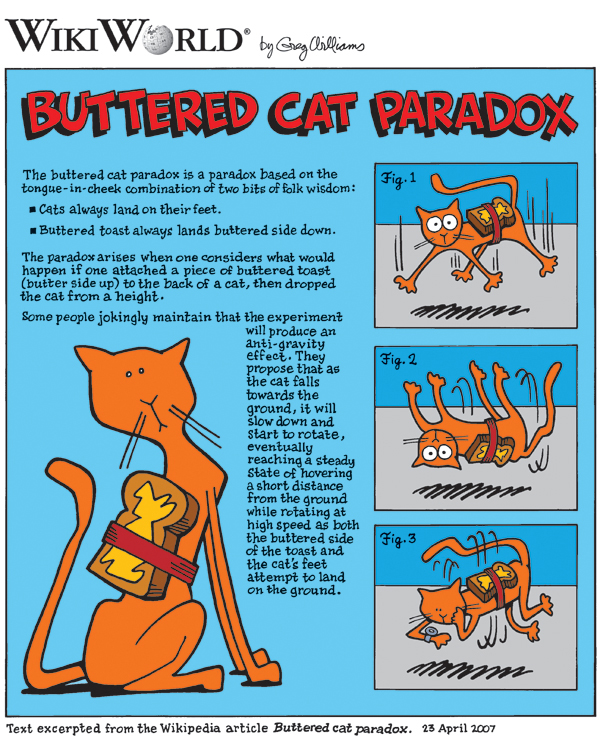 WIKIWORLD® by Greg Williams
BUTTERED CAT PARADOX
The buttered cat paradox is a paradox based on the
tongue-in-cheek combination of two bits of folk wisdom:
■ Cats always land on their feet.
■ Buttered toast always lands buttered side down.
The paradox arises when one considers what would
happen if one attached a piece of buttered toast
(butter side up) to the back of a cat, then dropped
the cat from a height.
Some people jokingly maintain that the experiment
will produce an
anti-gravity
effect. They
propose that as
the cat falls
towards the
ground, it will
slow down and
start to rotate,
eventually
reaching a steady
state of hovering
a short distance
from the ground
while rotating at
high speed as both
the buttered side
of the toast and
the cat's feet
attempt to land
on the ground.
Fig. 1
Fig. 2
Fig. 3
Text excerpted from the Wikipedia article Buttered cat paradox. 23 April 2007